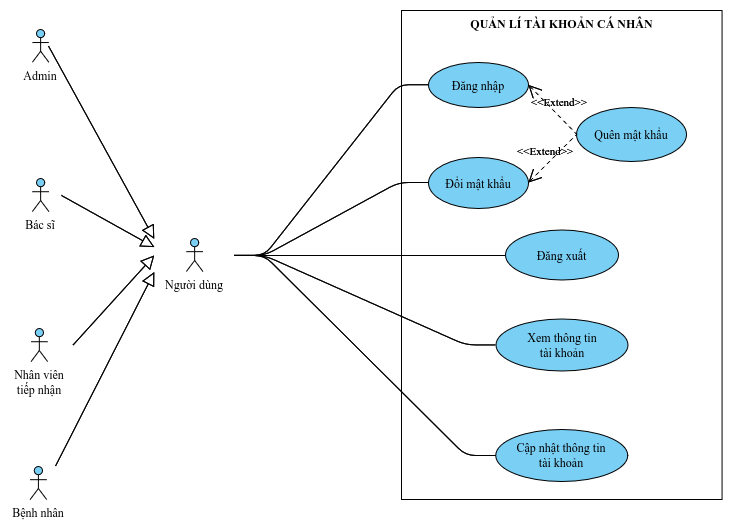 QUẢN LÍ TÀI KHOẢN CÁ NHÂN
Admin
Đăng nhập
<<Extend>>
Quên mật khẩu
<<Extend>>
Đổi mật khẩu
Bác sĩ
Đăng xuất
Người dùng
Xem thông tin
tài khoản
Nhân viên
tiếp nhận
Cập nhật thông tin
tài khoản
Bệnh nhân